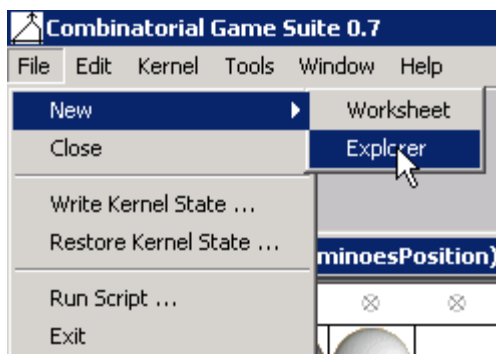 Combinatorial Game Suite 0.7
File Edit Kernel Tools Window Help
New
Worksheet
Close
Explorer
Write Kernel State ...
Restore Kernel State ...
minoesPosition)
Run Script ...
Exit